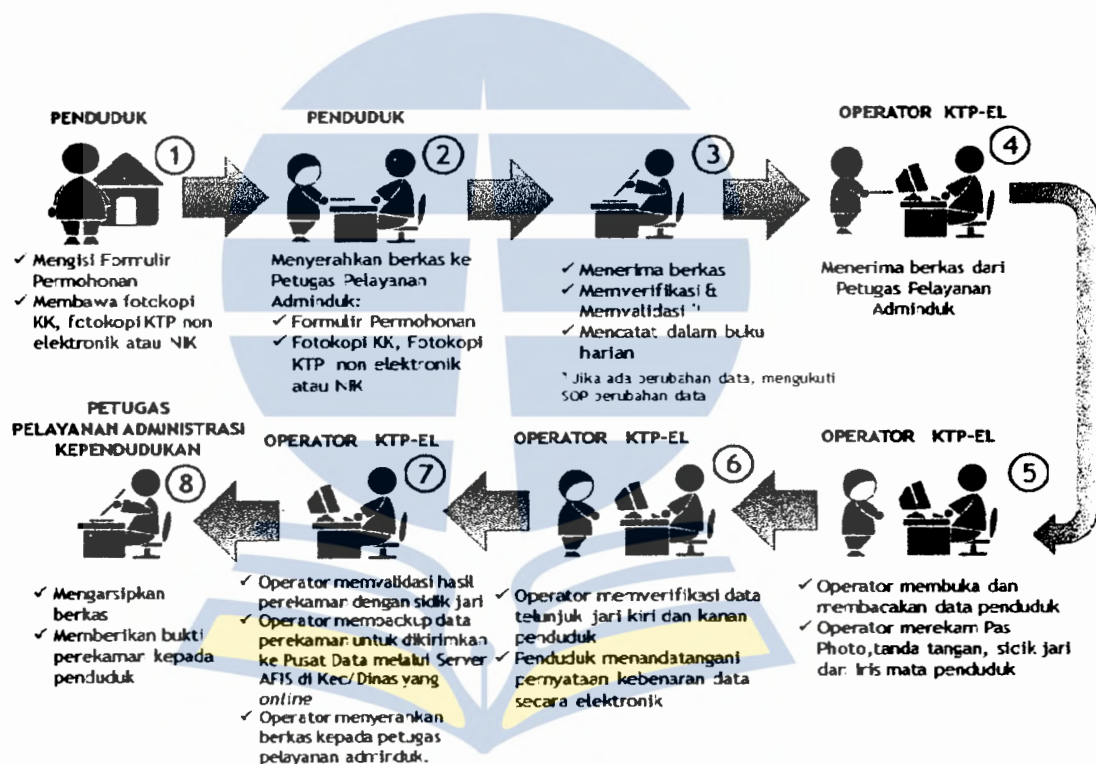 PENDUDUK
1
✓ Mengisi Formulir
Permohonan
✓ Membawa fotokopi
KK, fotokopi KTP non
elektronik atau NIK
PENDUDUK
2
Menyerahkan berkas ke
Petugas Pelayanan
Adminduk:
✓ Formulir Permohonan
✓ Fotokopi KK, Fotokopi
KTP non elektronik
atau NIK
3
✓ Menerima berkas
✓ Memverifikasi &
Memvalidasi *)
✓ Mencatat dalam buku
harian
* Jika ada perubahan data, mengukuti
SOP perubahan data
OPERATOR KTP-EL
4
Menerima berkas dari
Petugas Pelayanan
Adminduk
OPERATOR KTP-EL
5
✓ Operator membuka dan
membacakan data penduduk
✓ Operator merekam Pas
Photo,tanda tangan, sidik jari
dan Iris mata penduduk
OPERATOR KTP-EL
6
✓ Operator memverifikasi data
telunjuk jari kiri dan kanan
penduduk
✓ Penduduk menandatangani
pernyataan kebenaran data
secara elektronik
OPERATOR KTP-EL
7
✓ Operator memvalidasi hasil
perekaman dengan sidik jari
✓ Operator membackup data
perekaman untuk dikirimkan
ke Pusat Data melalui Server
AFIS di Kec/Dinas yang
online
✓ Operator menyerahkan
berkas kepada petugas
pelayanan adminduk.
PETUGAS
PELAYANAN ADMINISTRASI
KEPENDUDUKAN
8
✓ Mengarsipkan
berkas
✓ Memberikan bukti
perekaman kepada
penduduk